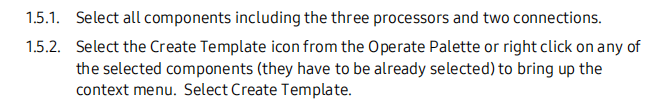 1.5.1. Select all components including the three processors and two connections.
1.5.2. Select the Create Template icon from the Operate Palette or right click on any of
the selected components (they have to be already selected) to bring up the
context menu. Select Create Template.